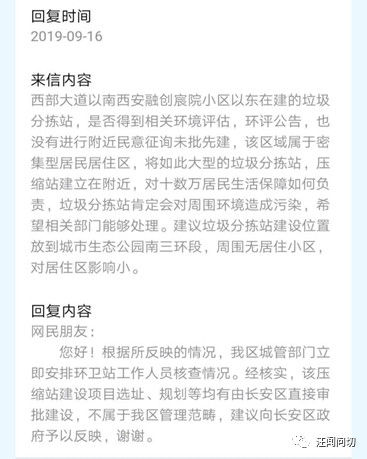 回复时间
2019-09-16
来信内容
西部大道以南西安融创宸院小区以东在建的垃圾
分拣站，是否得到相关环境评估，环评公告，也
没有进行附近民意征询未批先建，该区域属于密
集型居民居住区，将如此大型的垃圾分拣站，压
缩站建立在附近，对十数万居民生活保障如何负
责，垃圾分拣站肯定会对周围环境造成污染，希
望相关部门能够处理。建议垃圾分拣站建设位置
放到城市生态公园南三环段，周围无居住小区，
对居住区影响小。
回复内容
网民朋友：
您好！根据所反映的情况，我区城管部门立
即安排环卫站工作人员核查情况。经核实，该压
缩站建设项目选址、规划等均有由长安区直接审
批建设，不属于我区管理范畴，建议向长安区政
府予以反映，谢谢。
汪闻问切